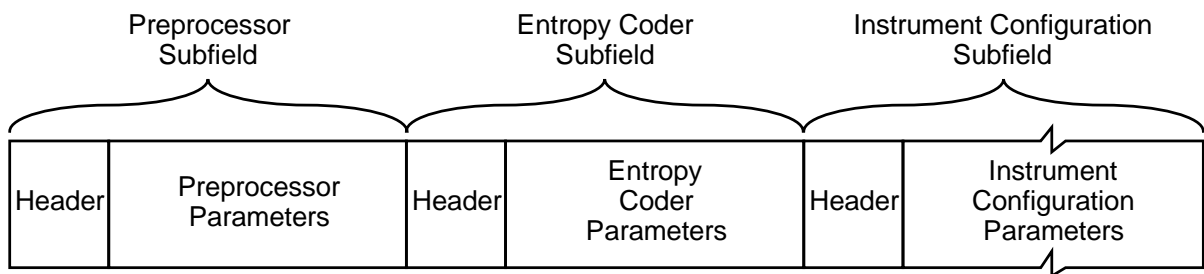 Preprocessor
Subfield
Entropy Coder
Subfield
Instrument Configuration
Subfield
Header
Preprocessor
Parameters
Header
Entropy
Coder
Parameters
Header
Instrument
Configuration
Parameters